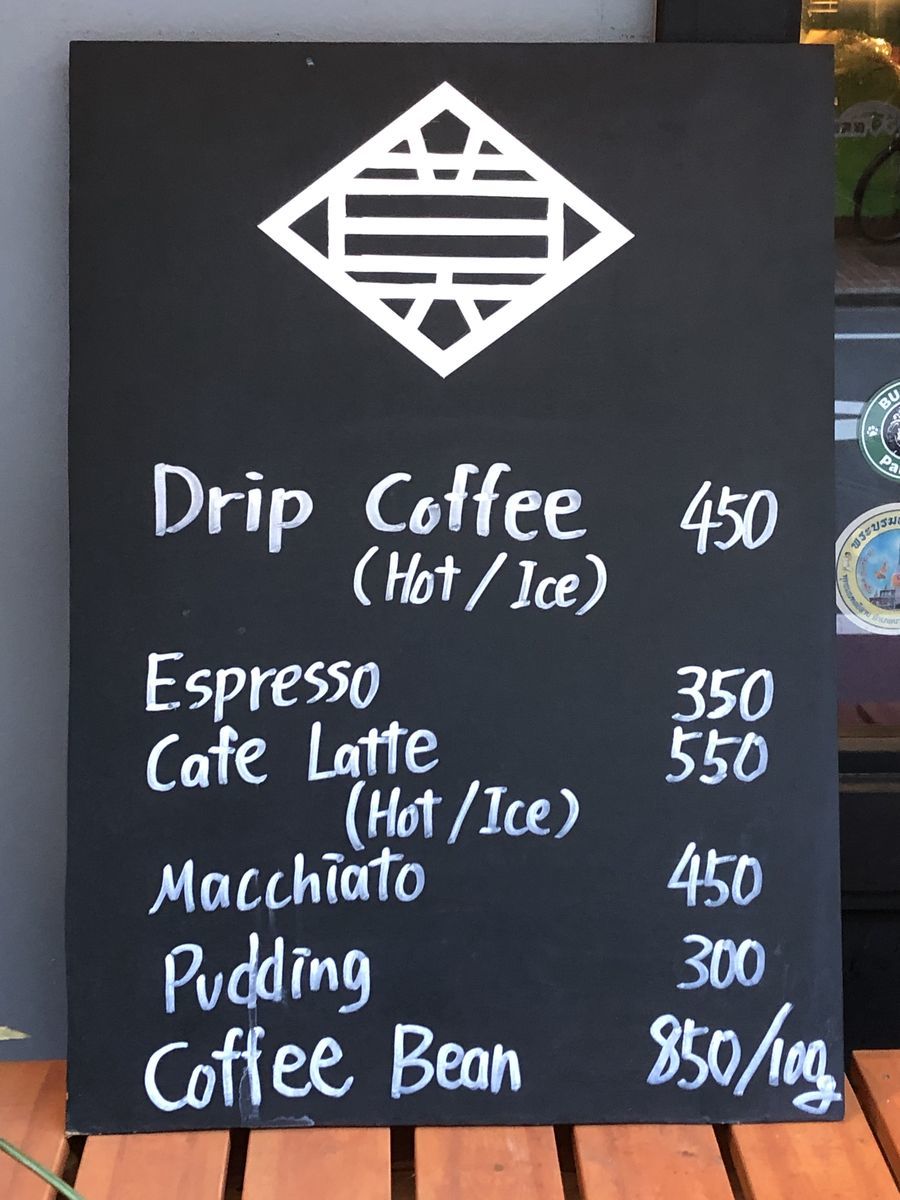 Drip Coffee 450
(Hot / Ice)
Espresso 350
Cafe Latte 550
(Hot / Ice)
Macchiato 450
Pudding 300
Coffee Bean 850/100g